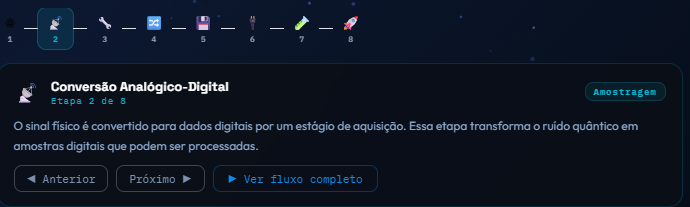 1 2 3 4 5 6 7 8
Conversão Analógico-Digital
Etapa 2 de 8
Amostragem
O sinal físico é convertido para dados digitais por um estágio de aquisição. Essa etapa transforma o ruído quântico em
amostras digitais que podem ser processadas.
◄ Anterior Próximo ► ► Ver fluxo completo